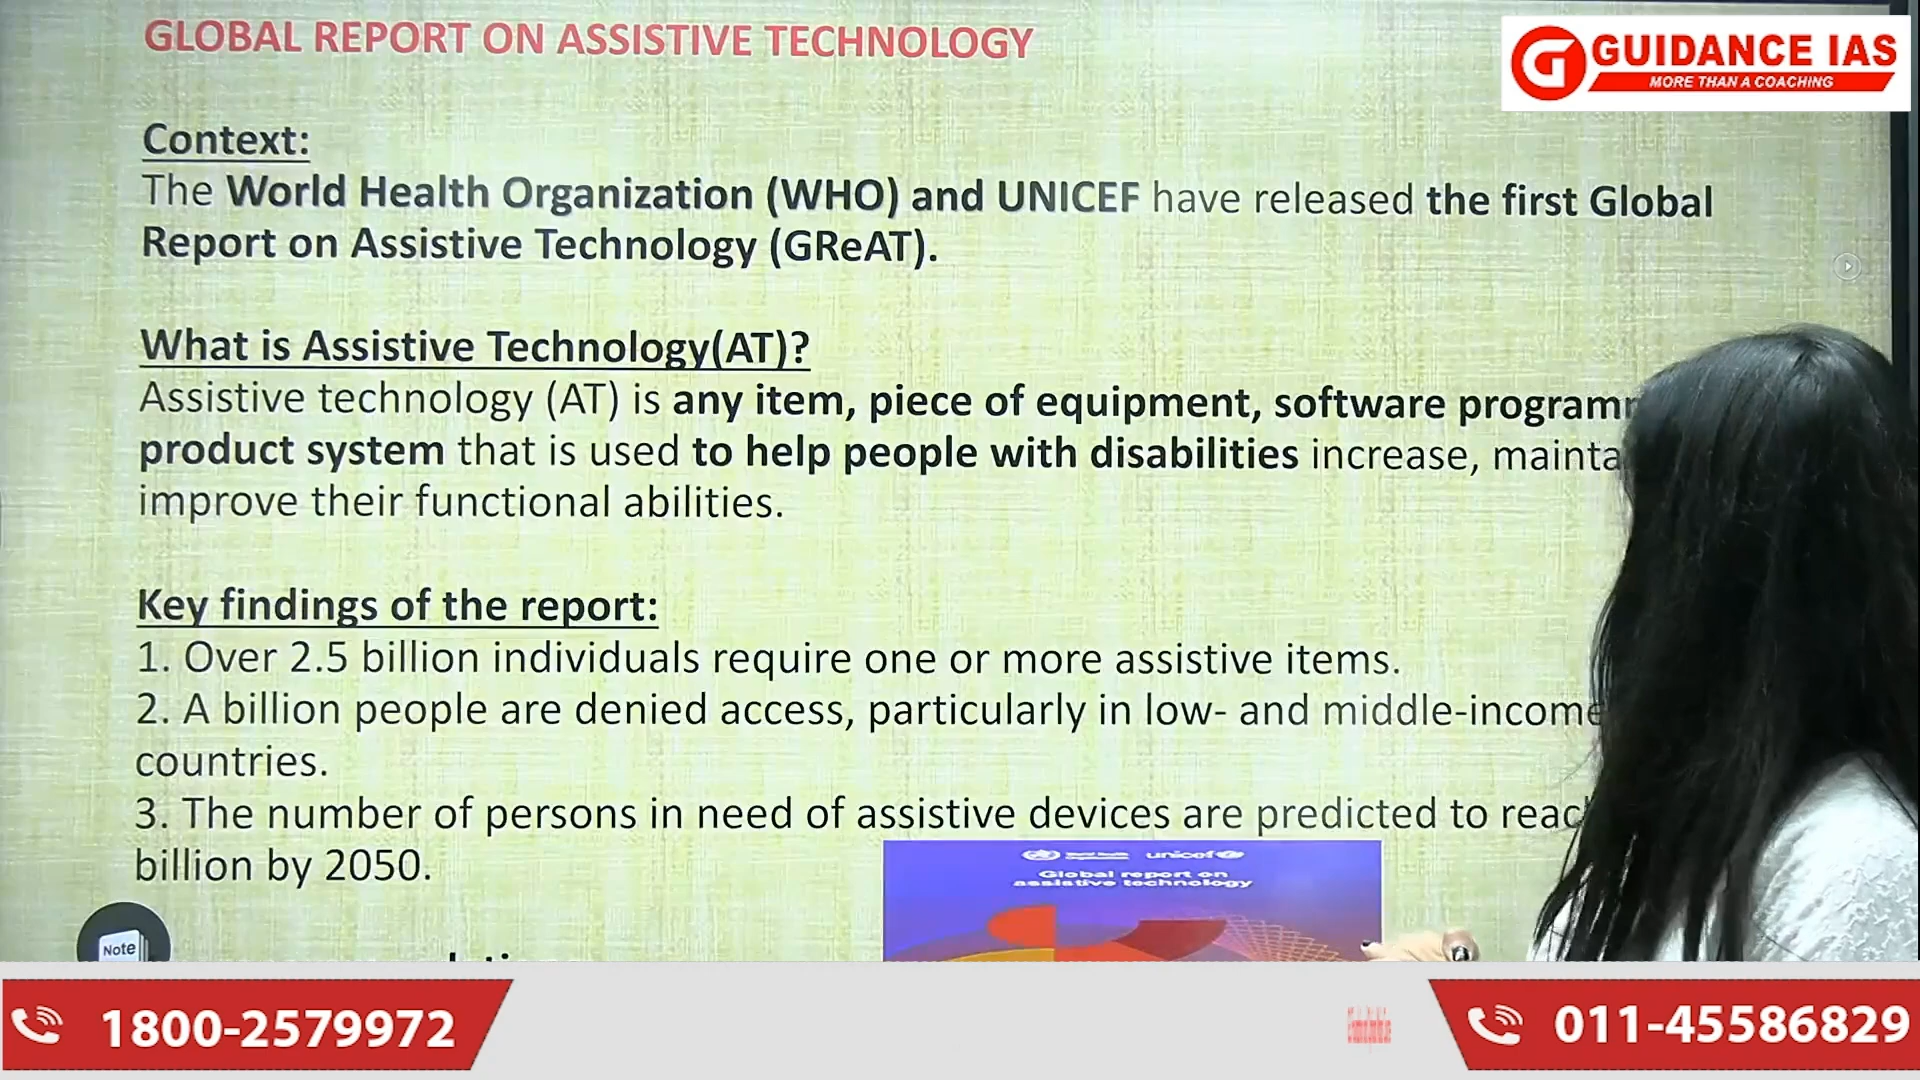 GLOBAL REPORT ON ASSISTIVE TECHNOLOGY
GUIDANCE IAS
MORE THAN A COACHING
Context:
The World Health Organization (WHO) and UNICEF have released the first Global
Report on Assistive Technology (GReAT).
What is Assistive Technology(AT)?
Assistive technology (AT) is any item, piece of equipment, software
product system that is used to help people with disabilities increase,
improve their functional abilities.
Key findings of the report:
1. Over 2.5 billion individuals require one or more assistive items.
2. A billion people are denied access, particularly in low- and middle-income
countries.
3. The number of persons in need of assistive devices are predicted to
billion by 2050.
unicef
Global report on
assistive technology
Note
1800-2579972
011-45586829